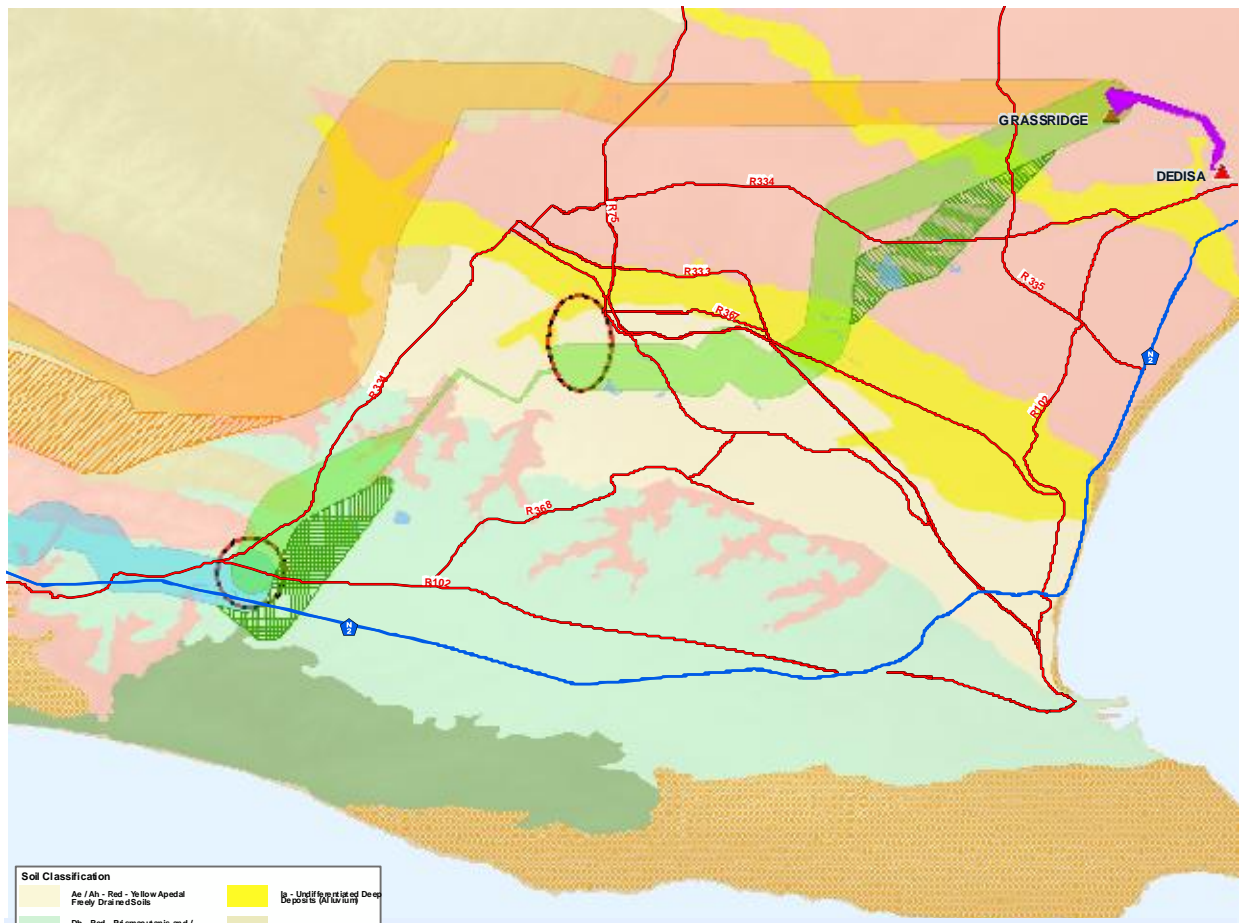 GRASSRIDGE
DEDISA
R334
R75
R333
R335
R367
N2
R331
R102
R368
R102
N2
Soil Classification
Ae / Ah - Red - Yellow Apedal
Freely Drained Soils
Ia - Undifferentiated Deep
Deposits (Alluvium)